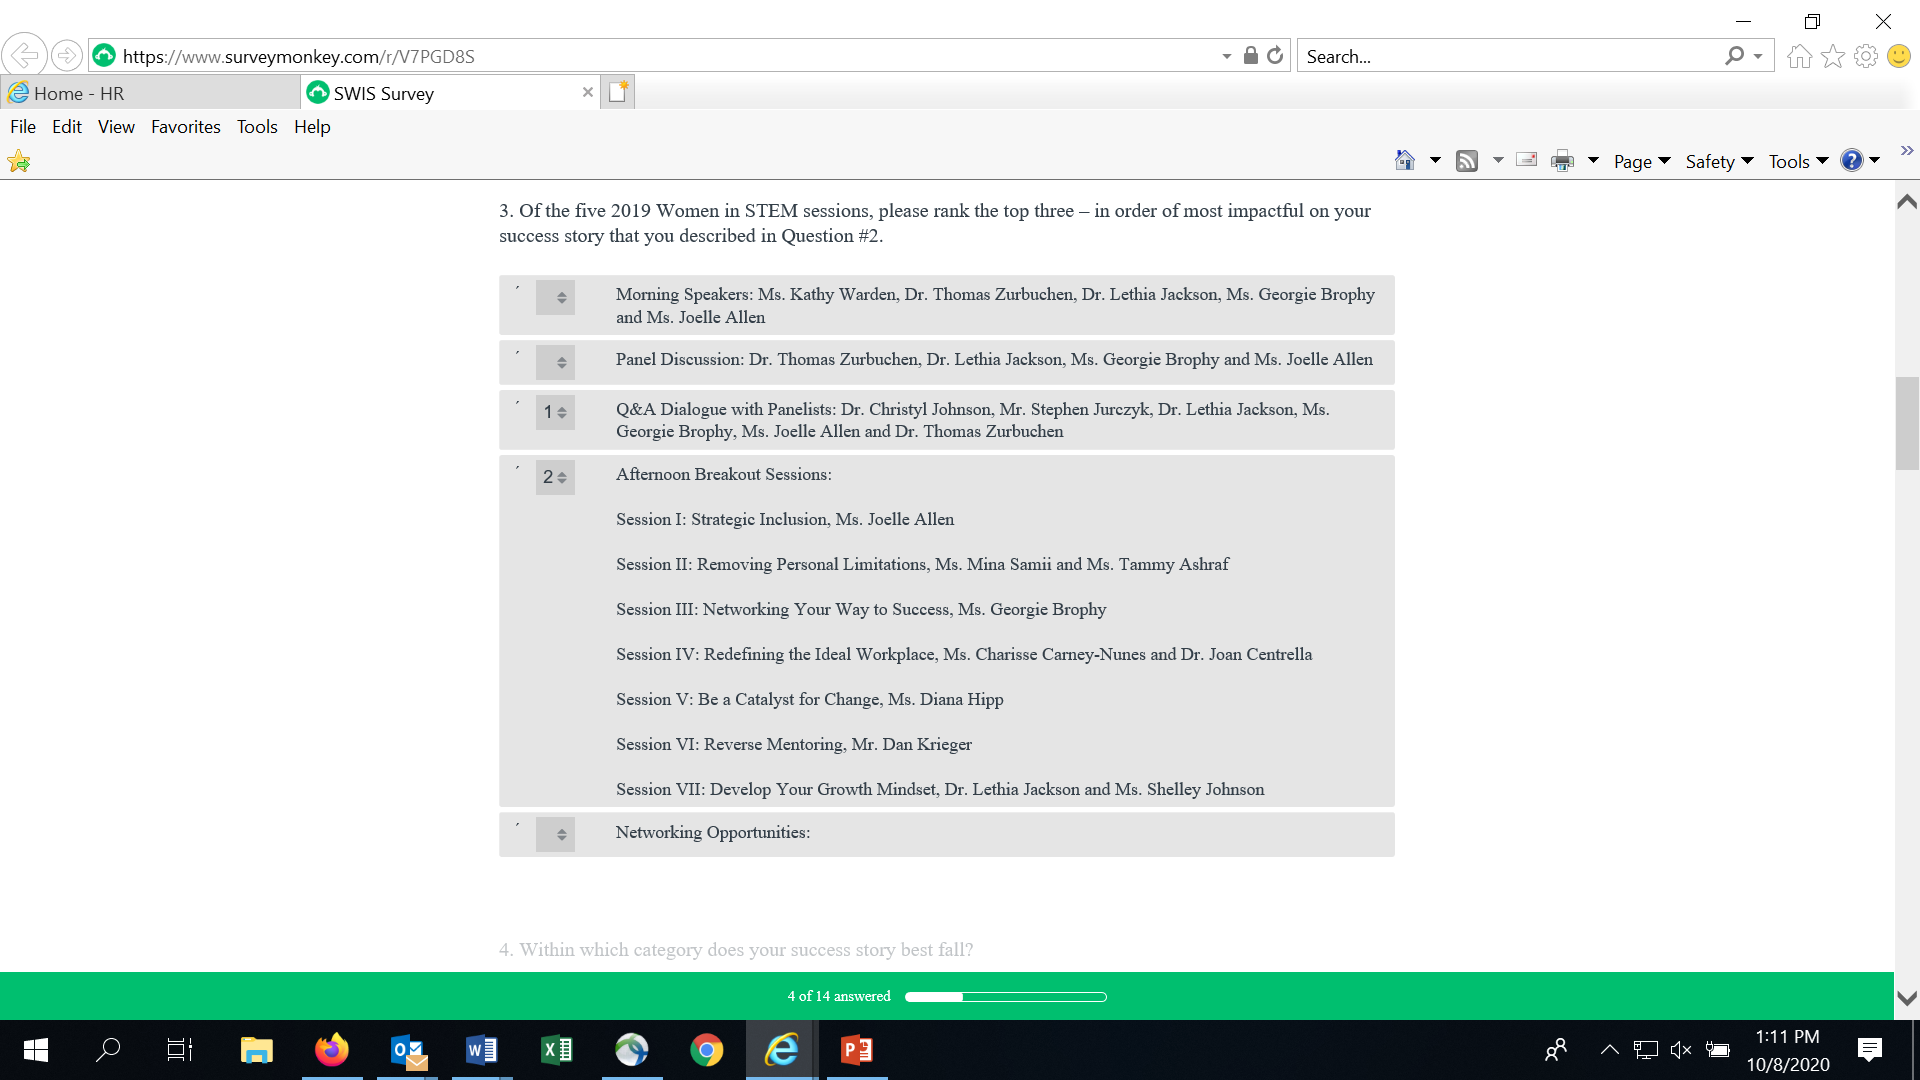 https://www.surveymonkey.com/r/V7PGD8S
Search...
Home - HR
SWIS Survey
File Edit View Favorites Tools Help
Page Safety Tools
3. Of the five 2019 Women in STEM sessions, please rank the top three – in order of most impactful on your
success story that you described in Question #2.
Morning Speakers: Ms. Kathy Warden, Dr. Thomas Zurbuchen, Dr. Lethia Jackson, Ms. Georgie Brophy
and Ms. Joelle Allen
Panel Discussion: Dr. Thomas Zurbuchen, Dr. Lethia Jackson, Ms. Georgie Brophy and Ms. Joelle Allen
1 Q&A Dialogue with Panelists: Dr. Christyl Johnson, Mr. Stephen Jurczyk, Dr. Lethia Jackson, Ms.
Georgie Brophy, Ms. Joelle Allen and Dr. Thomas Zurbuchen
2 Afternoon Breakout Sessions:
Session I: Strategic Inclusion, Ms. Joelle Allen
Session II: Removing Personal Limitations, Ms. Mina Samii and Ms. Tammy Ashraf
Session III: Networking Your Way to Success, Ms. Georgie Brophy
Session IV: Redefining the Ideal Workplace, Ms. Charisse Carney-Nunes and Dr. Joan Centrella
Session V: Be a Catalyst for Change, Ms. Diana Hipp
Session VI: Reverse Mentoring, Mr. Dan Krieger
Session VII: Develop Your Growth Mindset, Dr. Lethia Jackson and Ms. Shelley Johnson
Networking Opportunities:
4. Within which category does your success story best fall?
4 of 14 answered
1:11 PM
10/8/2020